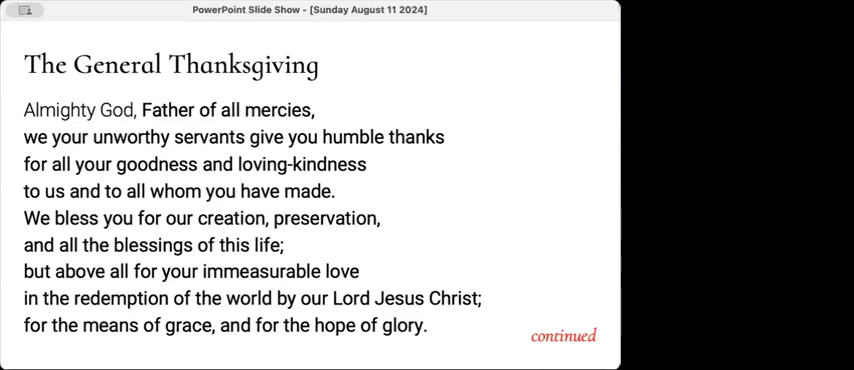 PowerPoint Slide Show - [Sunday August 11 2024]
The General Thanksgiving
Almighty God, Father of all mercies,
we your unworthy servants give you humble thanks
for all your goodness and loving-kindness
to us and to all whom you have made.
We bless you for our creation, preservation,
and all the blessings of this life;
but above all for your immeasurable love
in the redemption of the world by our Lord Jesus Christ;
for the means of grace, and for the hope of glory.
continued